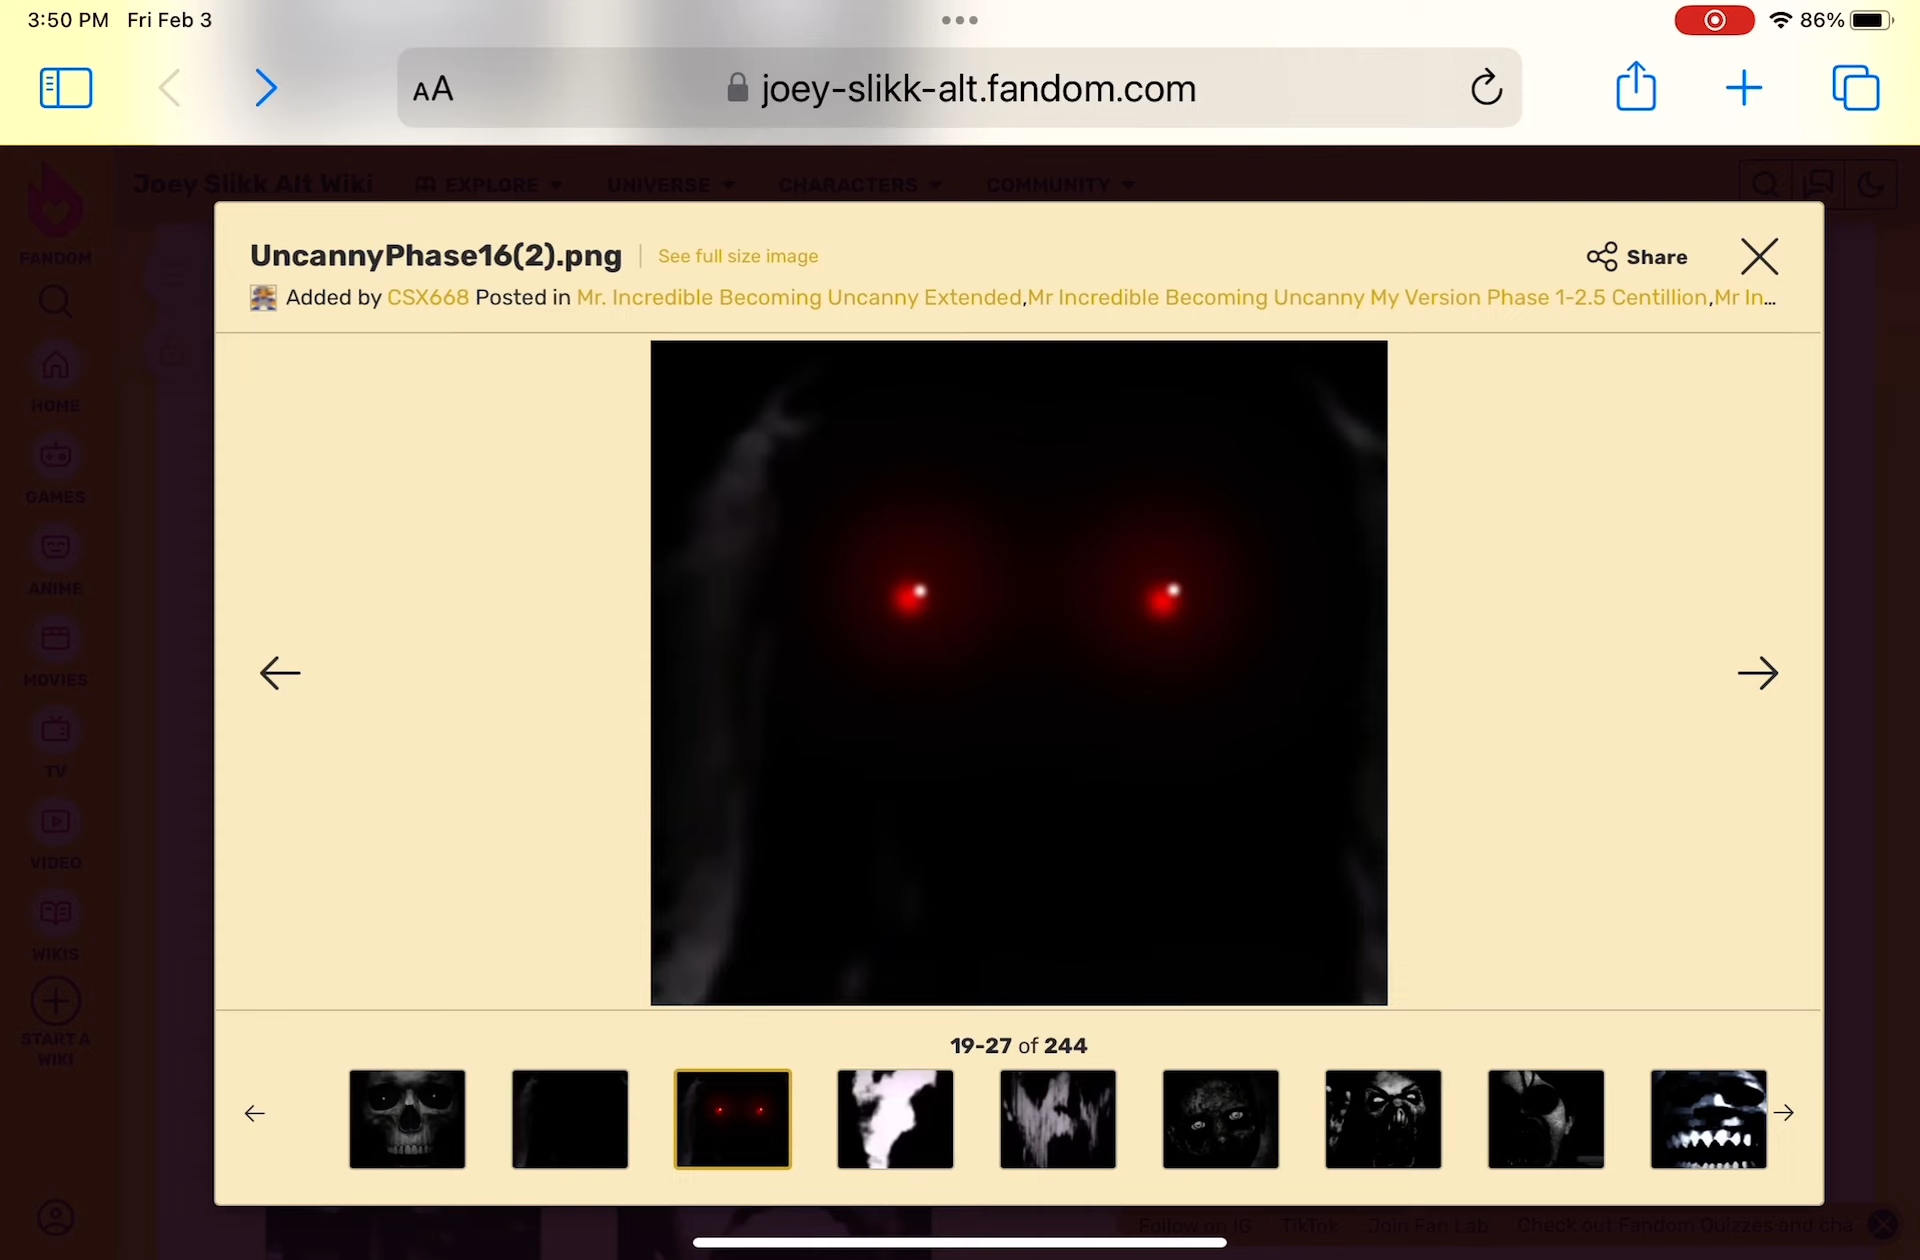 3:50 PM Fri Feb 3
86%
AA
joey-slikk-alt.fandom.com
Joey Slikk Alt Wiki
EXPLORE
UNIVERSE
CHARACTERS
COMMUNITY
FANDOM
HOME
GAMES
ANIME
MOVIES
TV
VIDEO
WIKIS
START A
WIKI
UncannyPhase16(2).png
See full size image
Share
Added by CSX668 Posted in Mr. Incredible Becoming Uncanny Extended,Mr Incredible Becoming Uncanny My Version Phase 1-2.5 Centillion,Mr In...
19-27 of 244
Follow on IG TikTok Join Fan Lab Check out Fandom Quizzes and cha